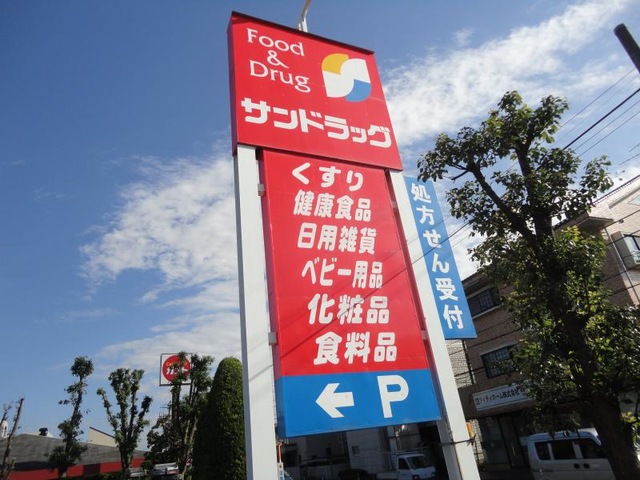 Food
&
Drug
サンドラッグ
くすり
健康食品
日用雑貨
ベビー用品
化粧品
食料品
← P
処方せん受付